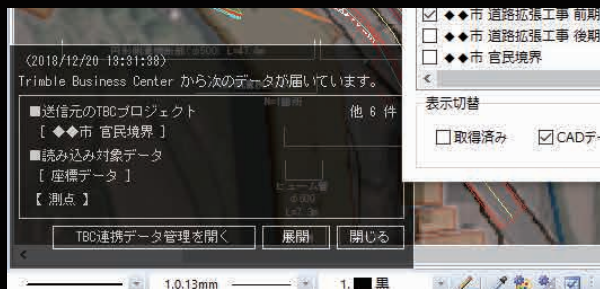 ◆◆市 道路拡張工事 前期
◆◆市 道路拡張工事 後期
◆◆市 官民境界
表示切替
取得済み
CADデー
(2018/12/20 13:31:38)
Trimble Business Center から次のデータが届いています。
■送信元のTBCプロジェクト 他 6 件
[ ◆◆市 官民境界 ]
■読み込み対象データ
[ 座標データ ]
【 測点 】
ヒューム管
TBC連携データ管理を開く 展開 閉じる
1.0.13mm 1. 黒